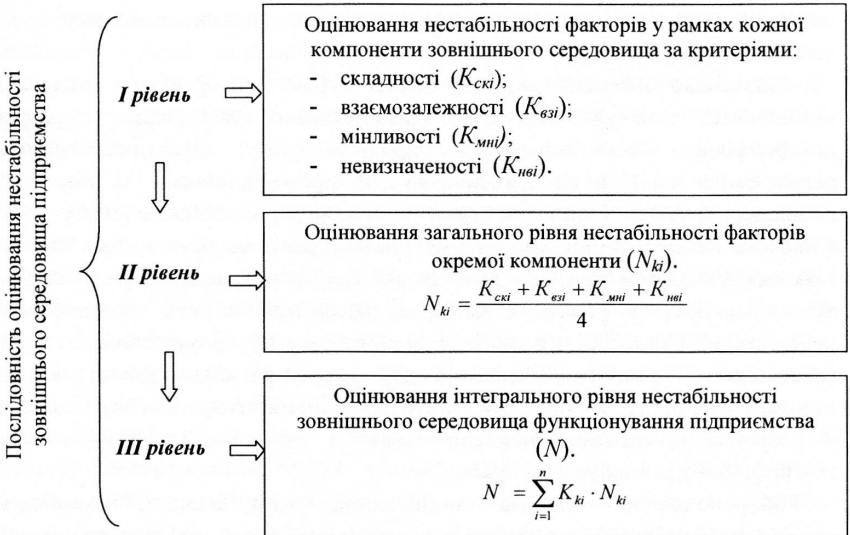 Послідовність оцінювання нестабільності
зовнішнього середовища підприємства
I рівень
Оцінювання нестабільності факторів у рамках кожної
компоненти зовнішнього середовища за критеріями:
- складності (Kскі);
- взаємозалежності (Kвзі);
- мінливості (Kмні);
- невизначеності (Kнві).
II рівень
Оцінювання загального рівня нестабільності факторів
окремої компоненти (Nki).
Nki = (Kскі + Kвзі + Kмні + Kнві) / 4
III рівень
Оцінювання інтегрального рівня нестабільності
зовнішнього середовища функціонування підприємства
(N).
N = ∑ⁿᵢ₌₁ Kki · Nki